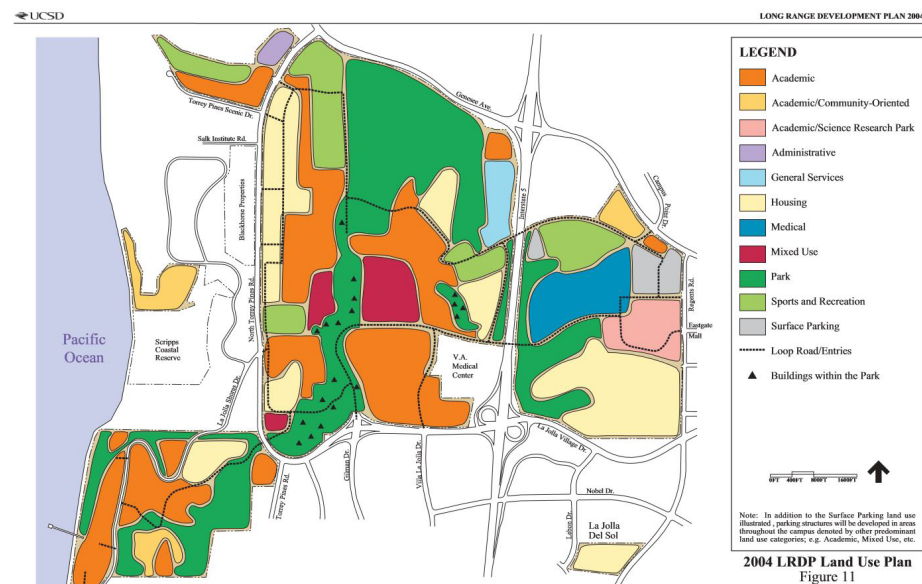 UCSD
LONG RANGE DEVELOPMENT PLAN 2004
LEGEND
Academic
Academic/Community-Oriented
Academic/Science Research Park
Administrative
General Services
Housing
Medical
Mixed Use
Park
Sports and Recreation
Surface Parking
Loop Road/Entries
Buildings within the Park
0FT 400FT 800FT 1600FT
Note: In addition to the Surface Parking land use
illustrated , parking structures will be developed in areas
throughout the campus denoted by other predominant
land use categories; e.g. Academic, Mixed Use, etc.
2004 LRDP Land Use Plan
Figure 11
Torrey Pines Scenic Dr.
Salk Institute Rd.
Blackhorse Properties
North Torrey Pines Rd.
Genesee Ave.
Interstate 5
Campus
Point Dr.
Regents Rd.
Eastgate
Mall
Pacific
Ocean
Scripps
Coastal
Reserve
La Jolla Shores Dr.
V.A.
Medical
Center
La Jolla Village Dr.
Torrey Pines Rd.
Gilman Dr.
Villa La Jolla Dr.
Nobel Dr.
Lebon Dr.
La Jolla
Del Sol